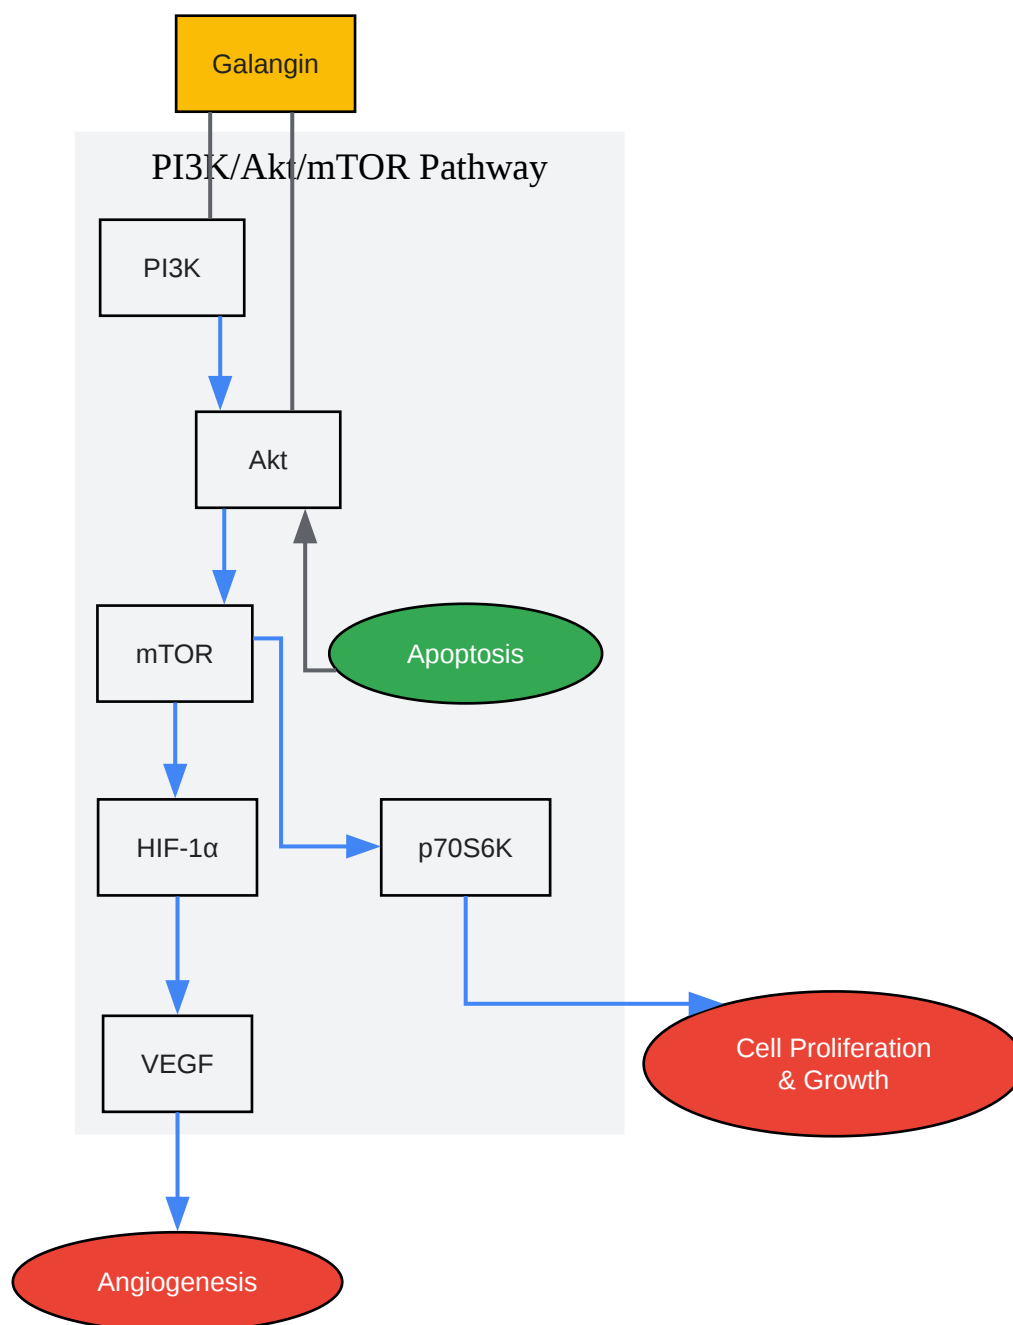 Galangin
PI3K/Akt/mTOR Pathway
PI3K
Akt
mTOR
Apoptosis
HIF-1α
p70S6K
VEGF
Cell Proliferation
& Growth
Angiogenesis